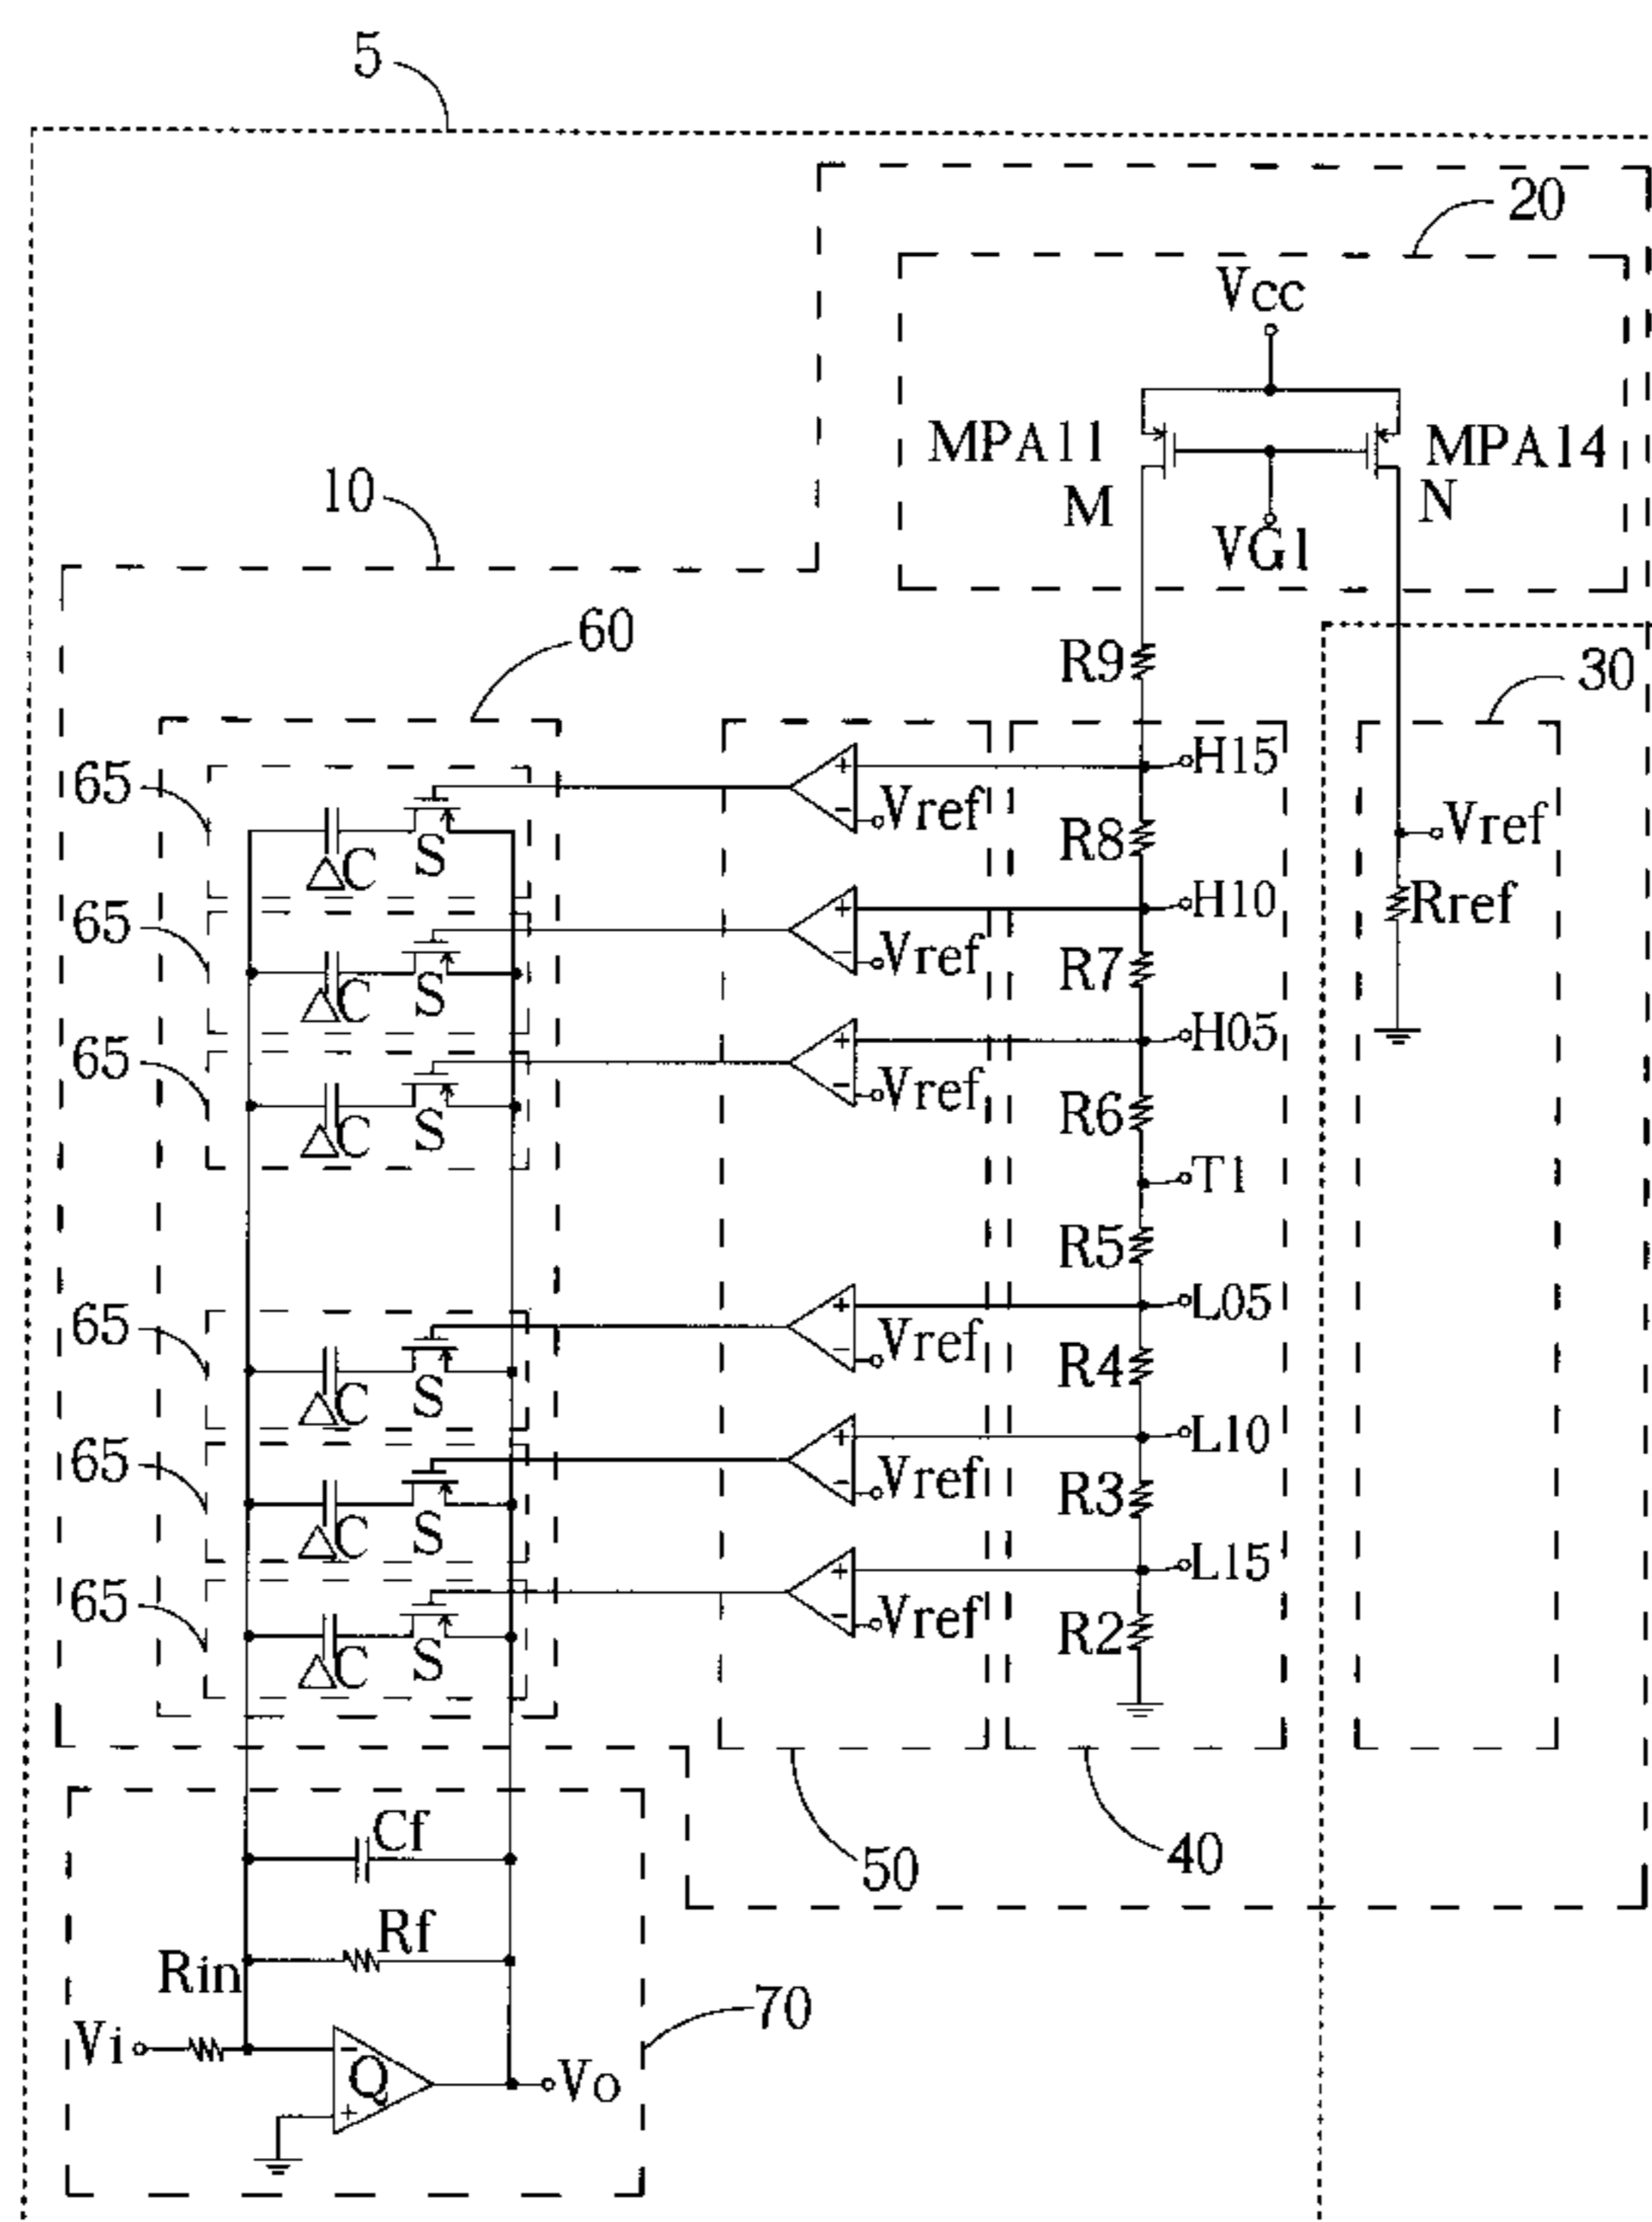 5
20
Vcc
MPA11
MPA14
M
N
VG1
10
60
R9
30
65
H15
Vref
Vref
R8
△C
S
Rref
65
H10
Vref
R7
△C
S
65
H05
Vref
R6
△C
S
T1
R5
65
L05
Vref
R4
△C
S
65
L10
Vref
R3
△C
S
65
L15
Vref
R2
△C
S
Cf
50
40
Rf
Rin
70
Vi
Q
Vo
+
-
+
-
+
-
+
-
+
-
+
-
-
+